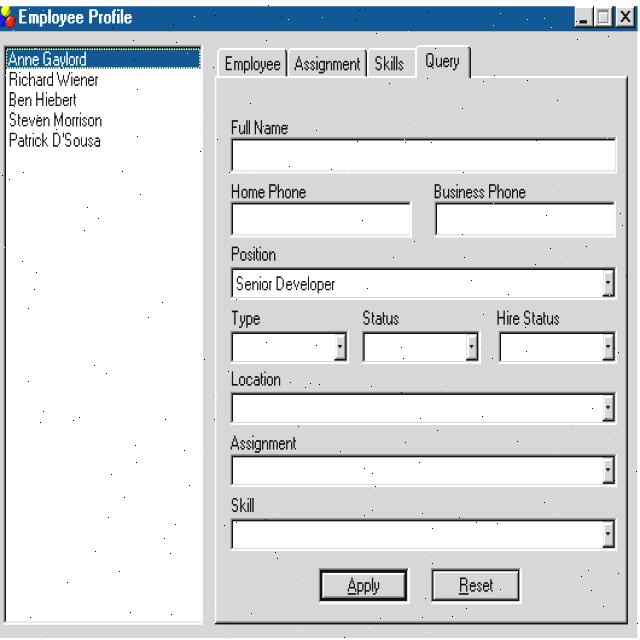 Employee Profile
Anne Gaylord
Richard Wiener
Ben Hiebert
Steven Morrison
Patrick D'Sousa
Employee Assignment Skills Query
Full Name
Home Phone Business Phone
Position
Senior Developer
Type Status Hire Status
Location
Assignment
Skill
Apply Reset